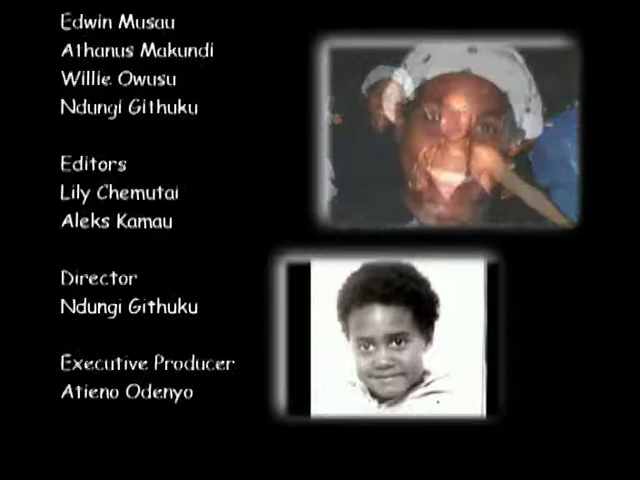 Edwin Musau
Athanus Makundi
Willie Owusu
Ndungi Githuku
Editors
Lily Chemutai
Aleks Kamau
Director
Ndungi Githuku
Executive Producer
Atieno Odenyo